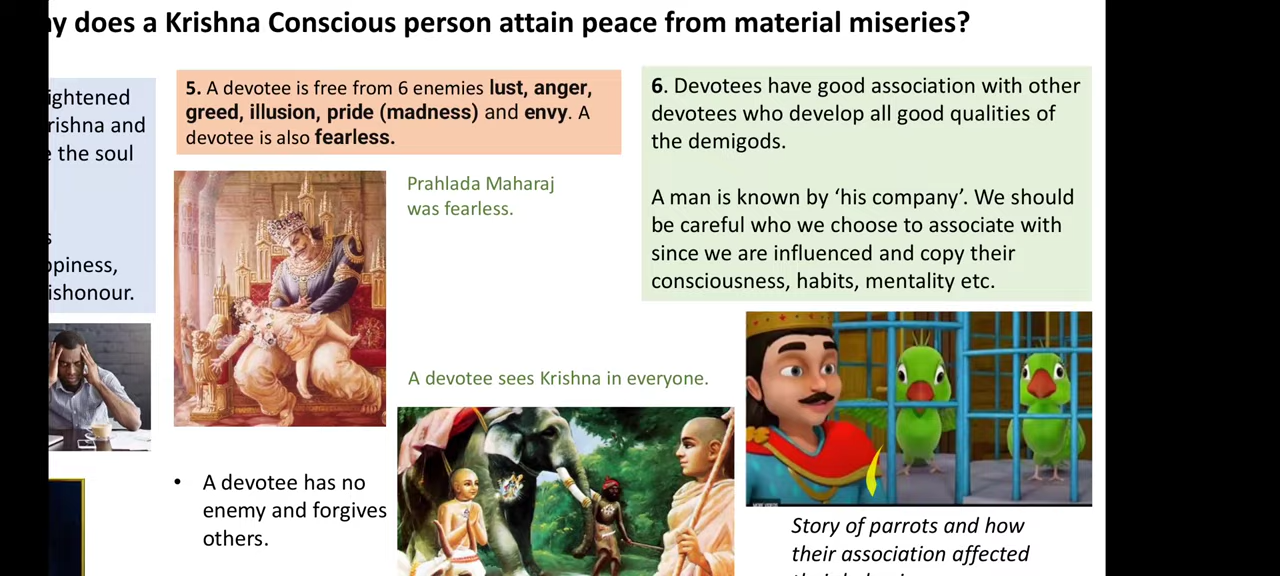 does a Krishna Conscious person attain peace from material miseries?
and
the soul
5. A devotee is free from 6 enemies lust, anger,
greed, illusion, pride (madness) and envy. A
devotee is also fearless.
Prahlada Maharaj
was fearless.
A devotee sees Krishna in everyone.
• A devotee has no
enemy and forgives
others.
6. Devotees have good association with other
devotees who develop all good qualities of
the demigods.
A man is known by ‘his company’. We should
be careful who we choose to associate with
since we are influenced and copy their
consciousness, habits, mentality etc.
Story of parrots and how
their association affected